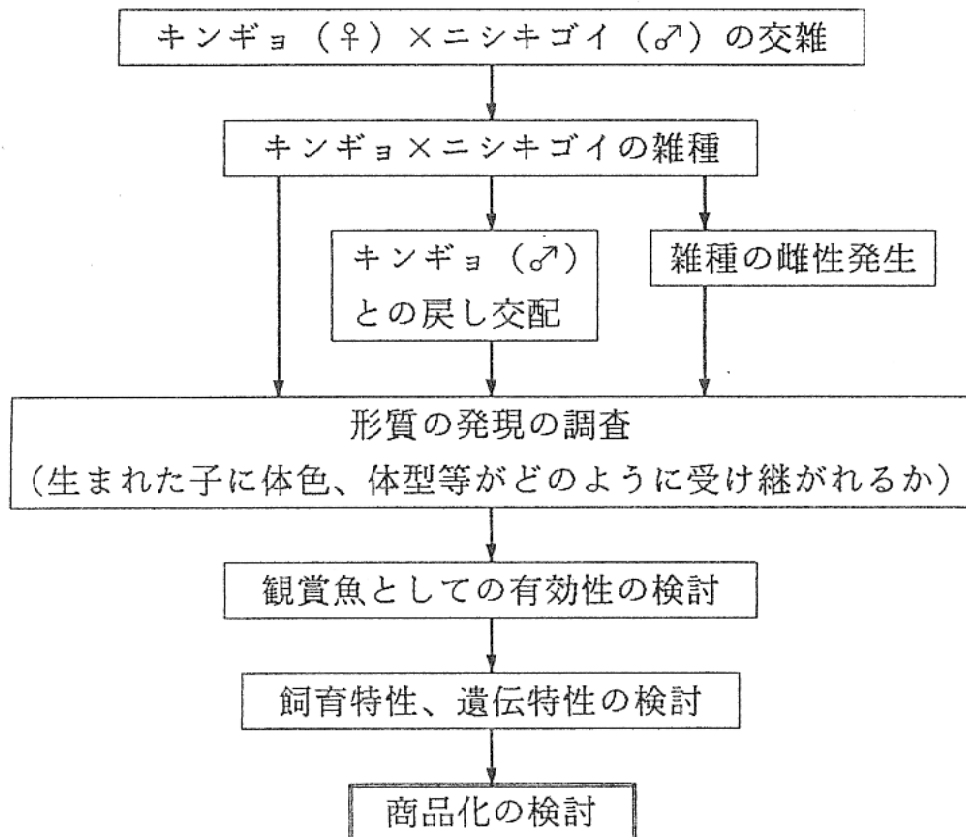 キンギョ（♀）×ニシキゴイ（♂）の交雑
キンギョ×ニシキゴイの雑種
キンギョ（♂）
との戻し交配
雑種の雌性発生
形質の発現の調査
（生まれた子に体色、体型等がどのように受け継がれるか）
観賞魚としての有効性の検討
飼育特性、遺伝特性の検討
商品化の検討